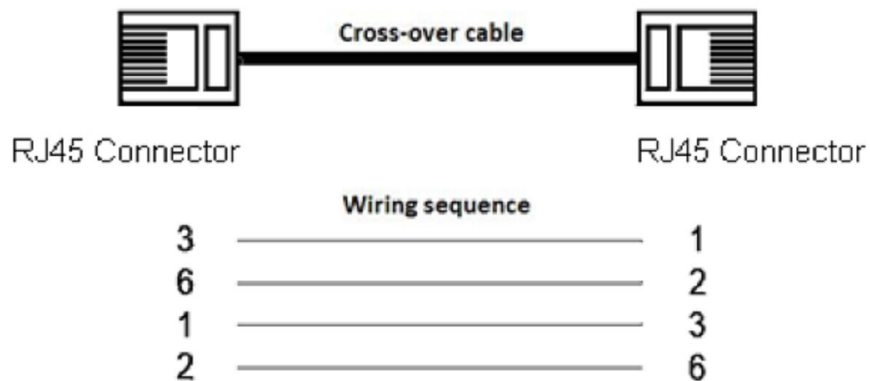 Cross-over cable
RJ45 Connector RJ45 Connector
Wiring sequence
3 1
6 2
1 3
2 6